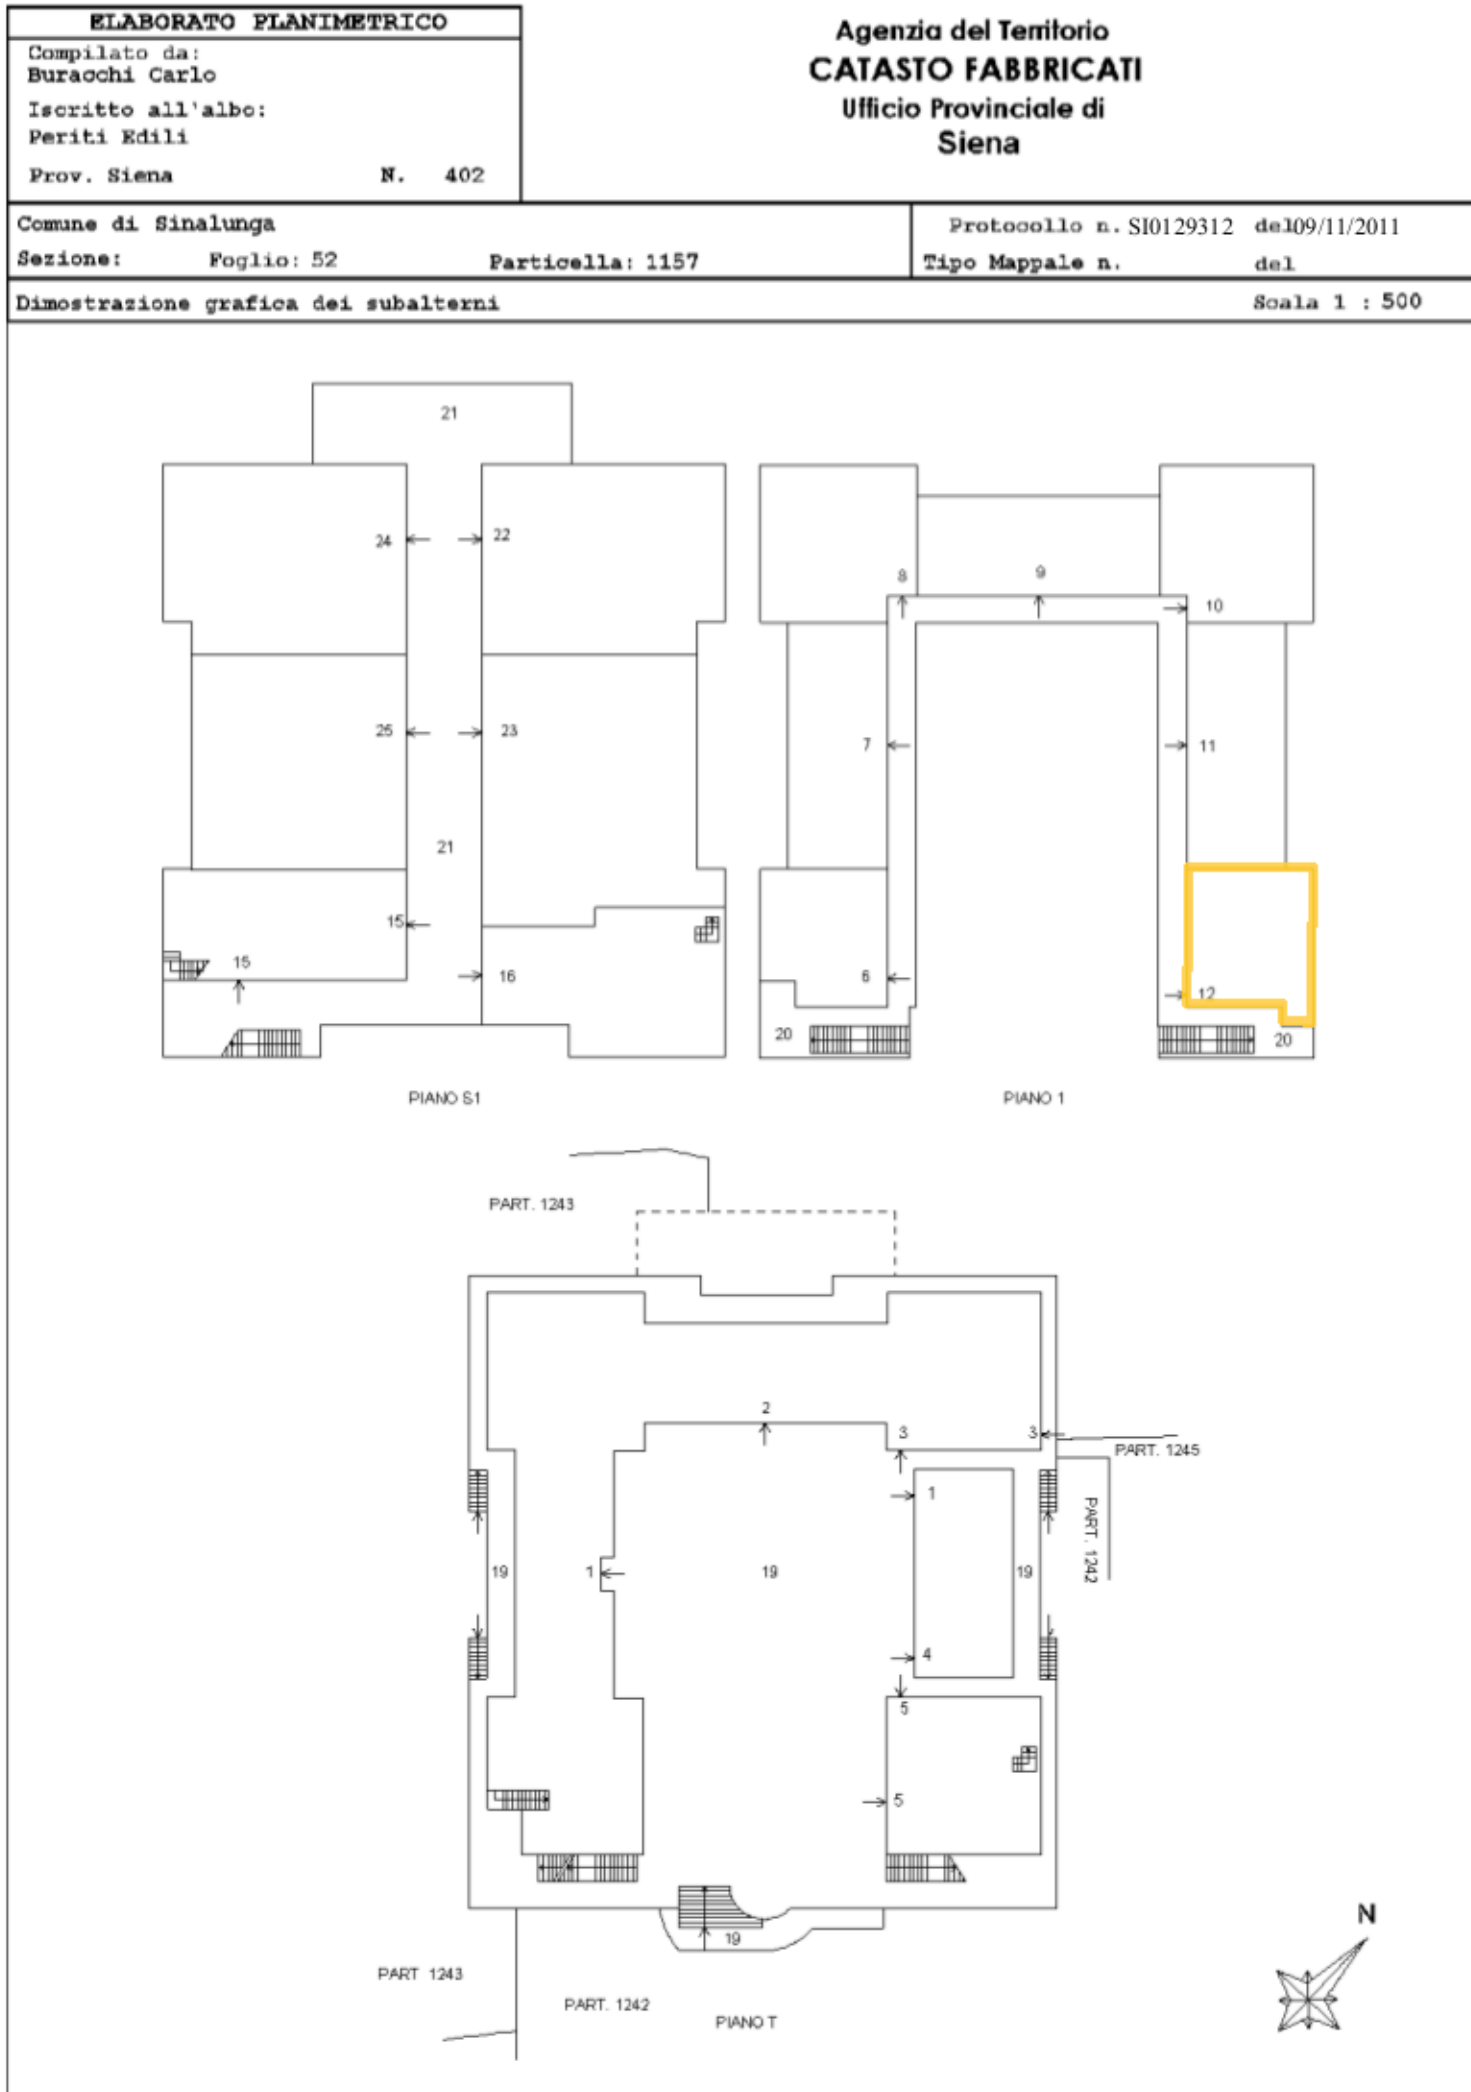 ELABORATO PLANIMETRICO
Compilato da:
Buracchi Carlo
Iscritto all'albo:
Periti Edili
Prov. Siena N. 402
Agenzia del Territorio
CATASTO FABBRICATI
Ufficio Provinciale di
Siena
Comune di Sinalunga
Sezione: Foglio: 52 Particella: 1157
Protocollo n. SI0129312 del09/11/2011
Tipo Mappale n. del
Dimostrazione grafica dei subalterni Scala 1 : 500
21
24 22
25 23
21
15
15
16
PIANO S1
8 9
10
7 11
6
12
20 20
PIANO 1
PART. 1243
2
3 3
PART. 1245
1
PART. 1242
19 1 19 19
4
5
5
19
PART 1243
PART. 1242
PIANO T
N